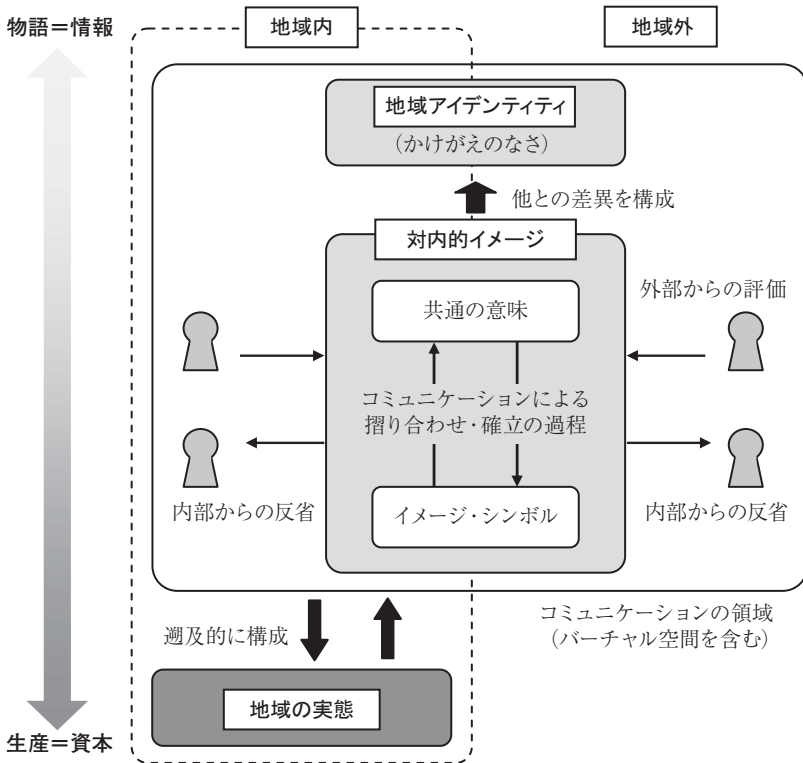 物語＝情報
地域内
地域外
地域アイデンティティ
（かけがえのなさ）
他との差異を構成
対内的イメージ
外部からの評価
共通の意味
コミュニケーションによる
摺り合わせ・確立の過程
内部からの反省
イメージ・シンボル
内部からの反省
コミュニケーションの領域
（バーチャル空間を含む）
遡及的に構成
地域の実態
生産＝資本